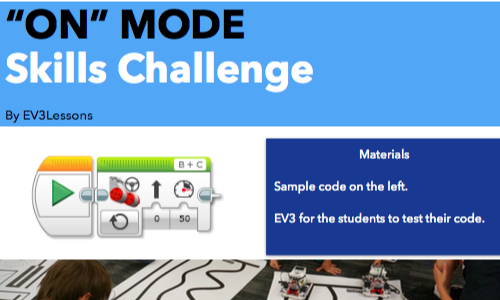 “ON” MODE
Skills Challenge
By EV3Lessons
B + C
0
50
Materials
Sample code on the left.
EV3 for the students to test their code.